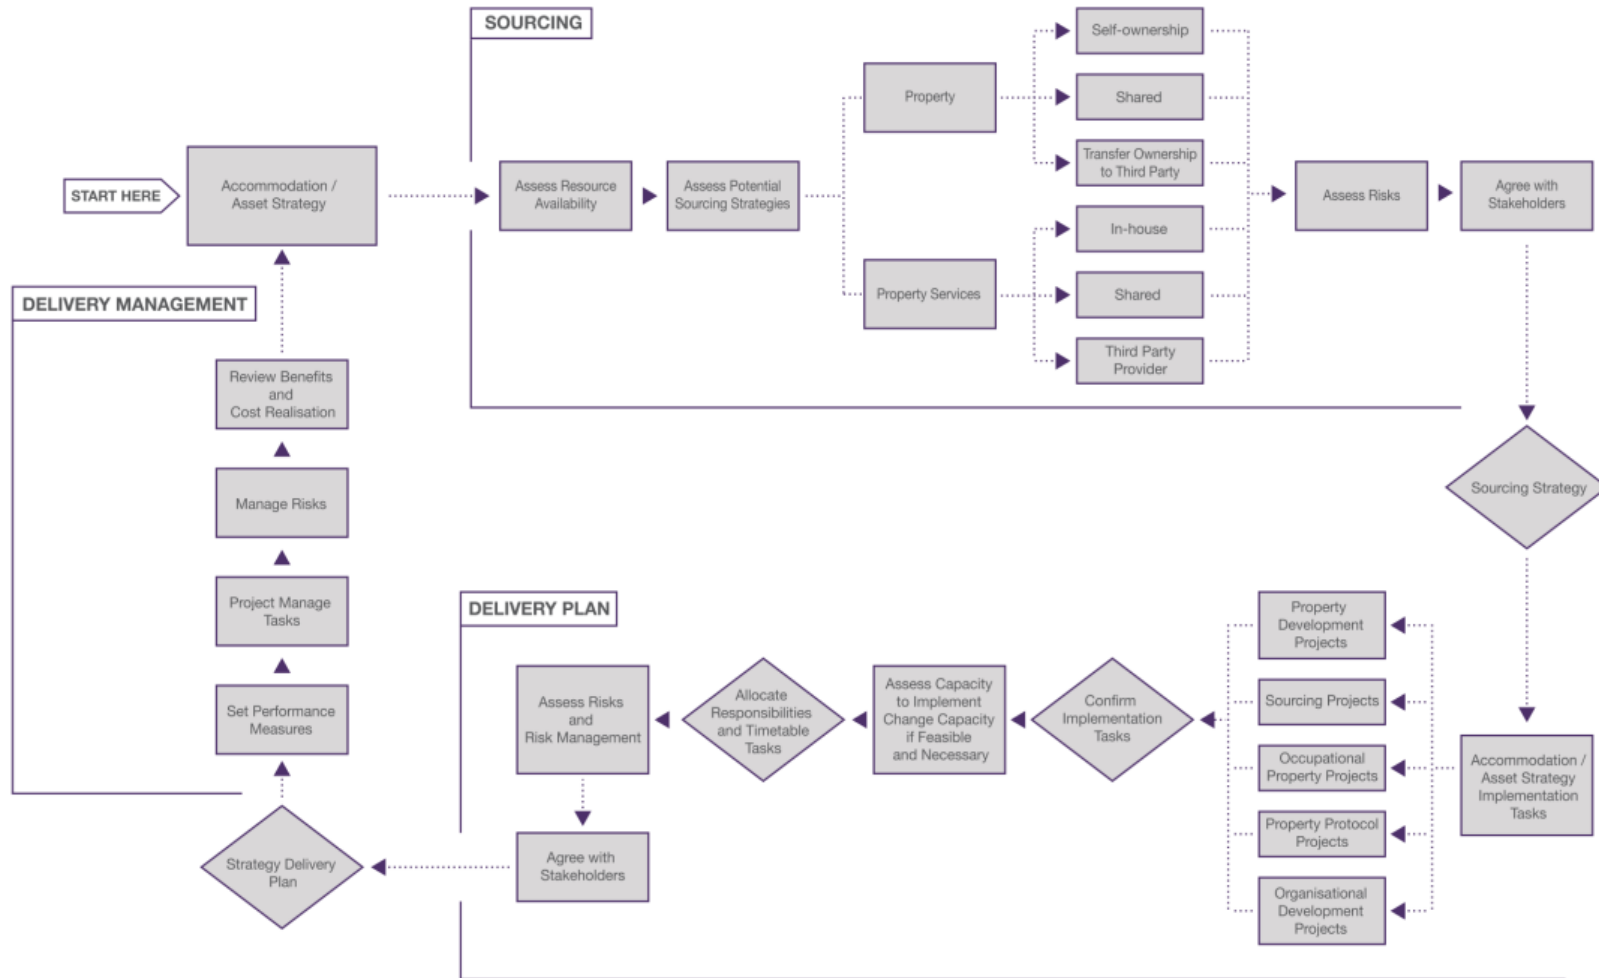 SOURCING
Self-ownership
Property
Shared
START HERE
Accommodation /
Asset Strategy
Assess Resource
Availability
Assess Potential
Sourcing Strategies
Transfer Ownership
to Third Party
Assess Risks
Agree with
Stakeholders
In-house
Property Services
Shared
Third Party
Provider
DELIVERY MANAGEMENT
Review Benefits
and
Cost Realisation
Manage Risks
Project Manage
Tasks
Set Performance
Measures
Strategy Delivery
Plan
Sourcing Strategy
DELIVERY PLAN
Assess Risks
and
Risk Management
Agree with
Stakeholders
Allocate
Responsibilities
and Timetable
Tasks
Assess Capacity
to Implement
Change Capacity
if Feasible
and Necessary
Confirm
Implementation
Tasks
Property
Development
Projects
Sourcing Projects
Occupational
Property Projects
Property Protocol
Projects
Organisational
Development
Projects
Accommodation /
Asset Strategy
Implementation
Tasks